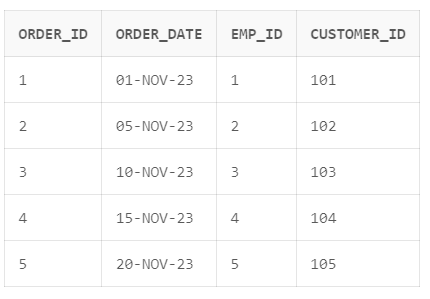 ORDER_ID ORDER_DATE EMP_ID CUSTOMER_ID
1 01-NOV-23 1 101
2 05-NOV-23 2 102
3 10-NOV-23 3 103
4 15-NOV-23 4 104
5 20-NOV-23 5 105